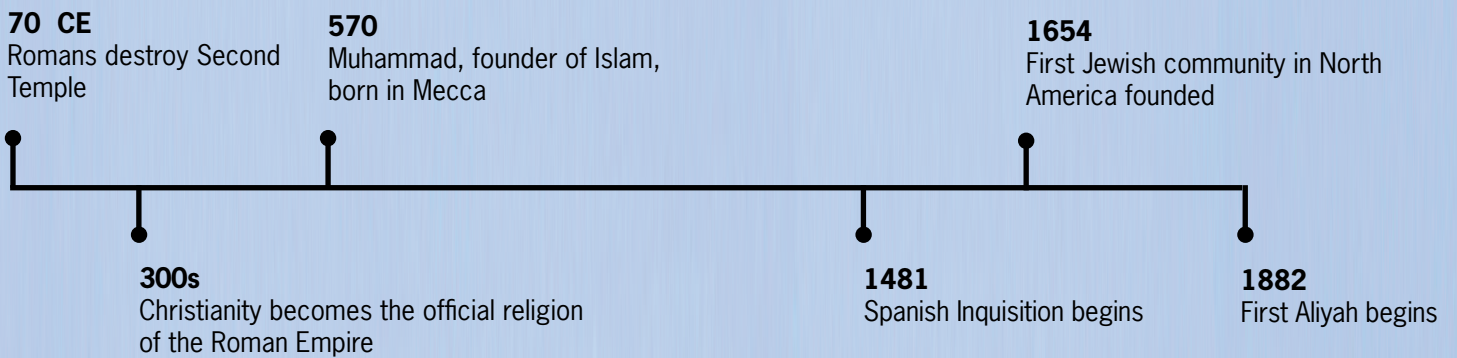 70 CE
Romans destroy Second
Temple
570
Muhammad, founder of Islam,
born in Mecca
1654
First Jewish community in North
America founded
300s
Christianity becomes the official religion
of the Roman Empire
1481
Spanish Inquisition begins
1882
First Aliyah begins